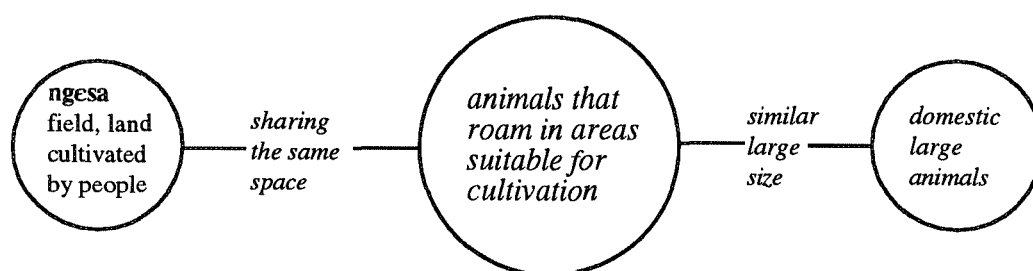 ngesa
field, land
cultivated
by people
sharing
the same
space
animals that
roam in areas
suitable for
cultivation
similar
large
size
domestic
large
animals